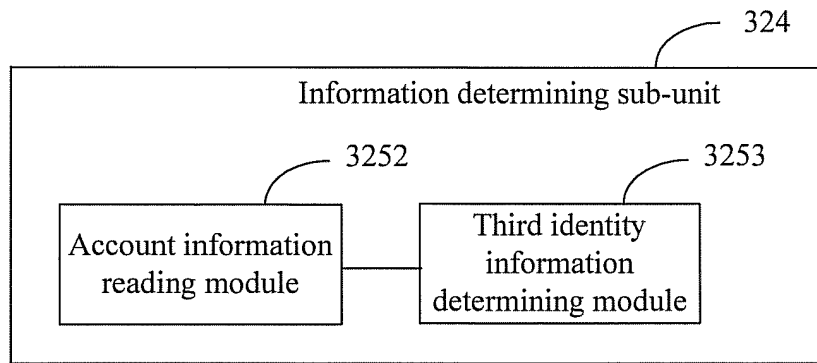 324
Information determining sub-unit
3252
3253
Account information
reading module
Third identity
information
determining module